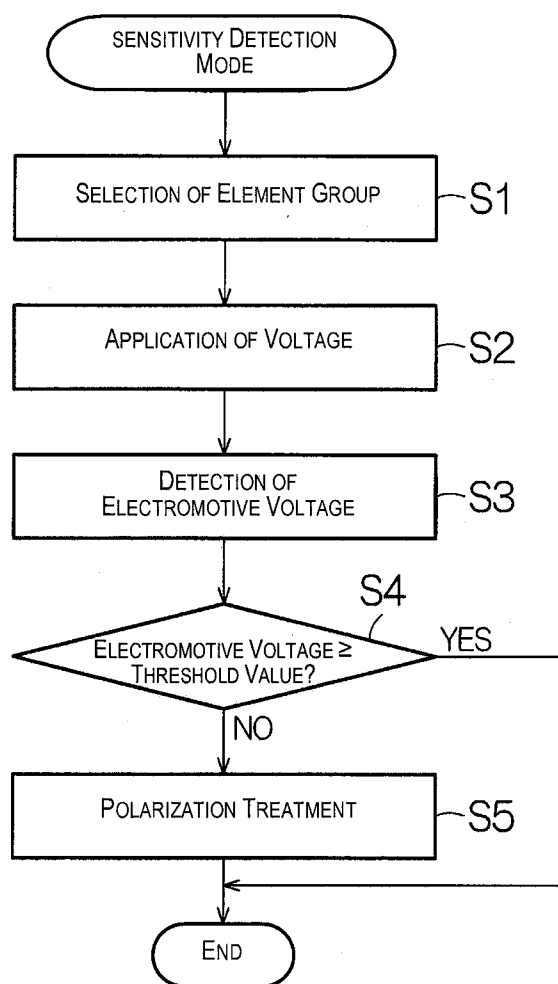 SENSITIVITY DETECTION
MODE
SELECTION OF ELEMENT GROUP
S1
APPLICATION OF VOLTAGE
S2
DETECTION OF
ELECTROMOTIVE VOLTAGE
S3
S4
ELECTROMOTIVE VOLTAGE ≥
THRESHOLD VALUE?
YES
NO
POLARIZATION TREATMENT
S5
END